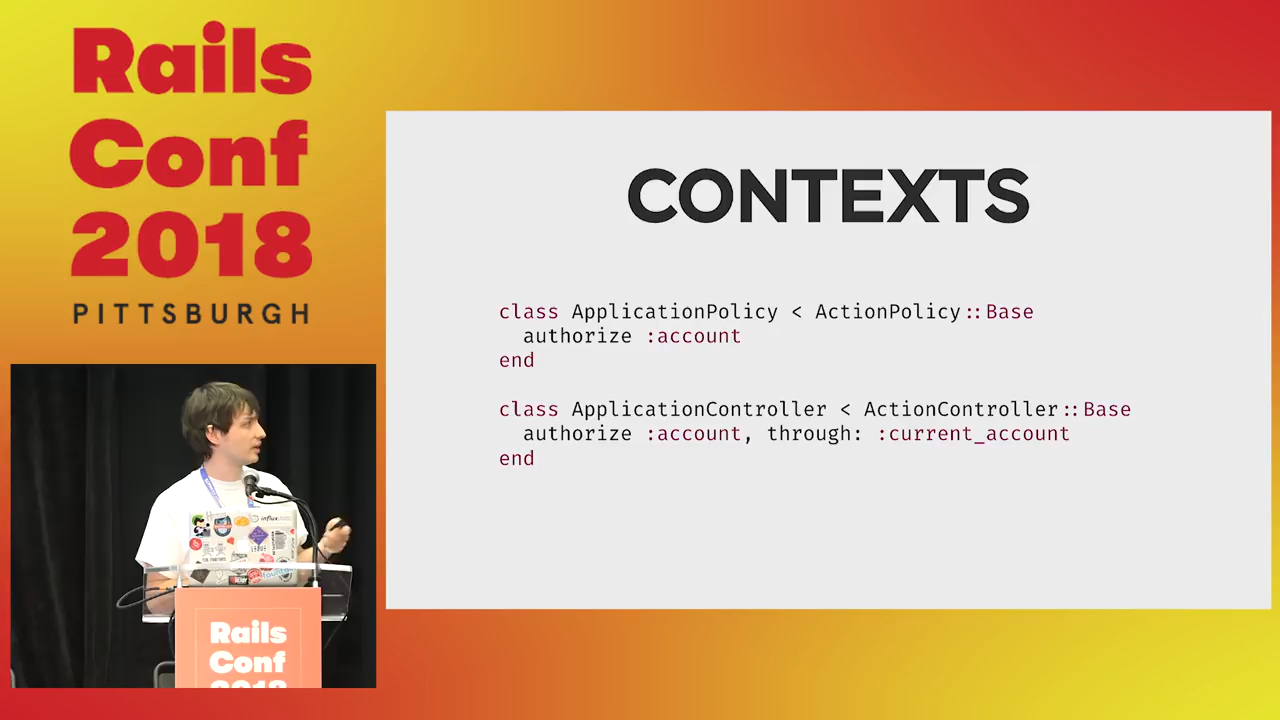 Rails
Conf
2018
PITTSBURGH
CONTEXTS
class ApplicationPolicy < ActionPolicy::Base
  authorize :account
end
class ApplicationController < ActionController::Base
  authorize :account, through: :current_account
end
Rails
Conf
2018